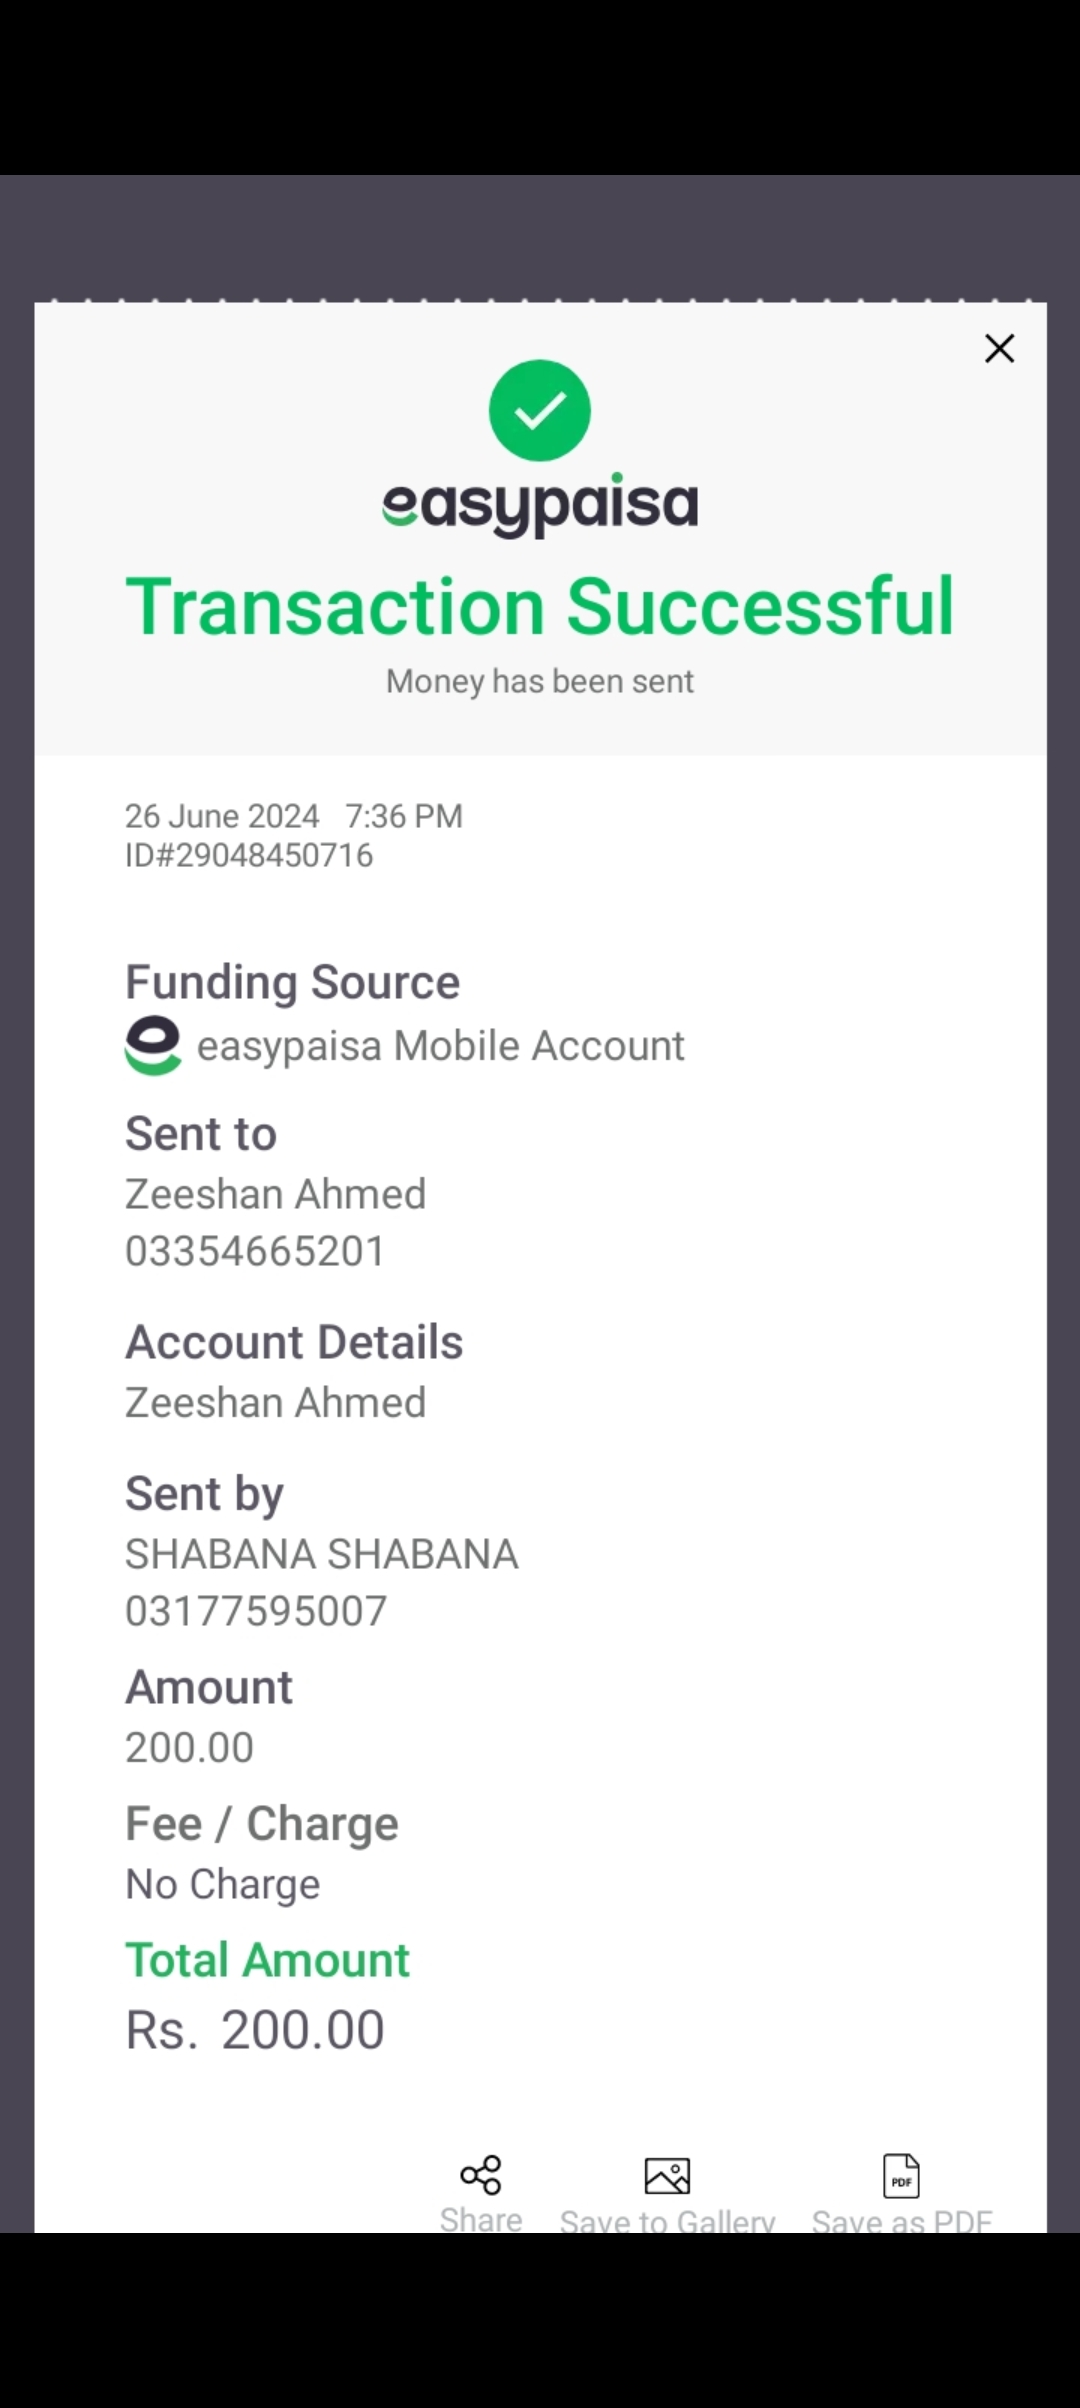 easypaisa
Transaction Successful
Money has been sent
26 June 2024 7:36 PM
ID#29048450716
Funding Source
easypaisa Mobile Account
Sent to
Zeeshan Ahmed
03354665201
Account Details
Zeeshan Ahmed
Sent by
SHABANA SHABANA
03177595007
Amount
200.00
Fee / Charge
No Charge
Total Amount
Rs. 200.00
PDF
Share Save to Gallery Save as PDF